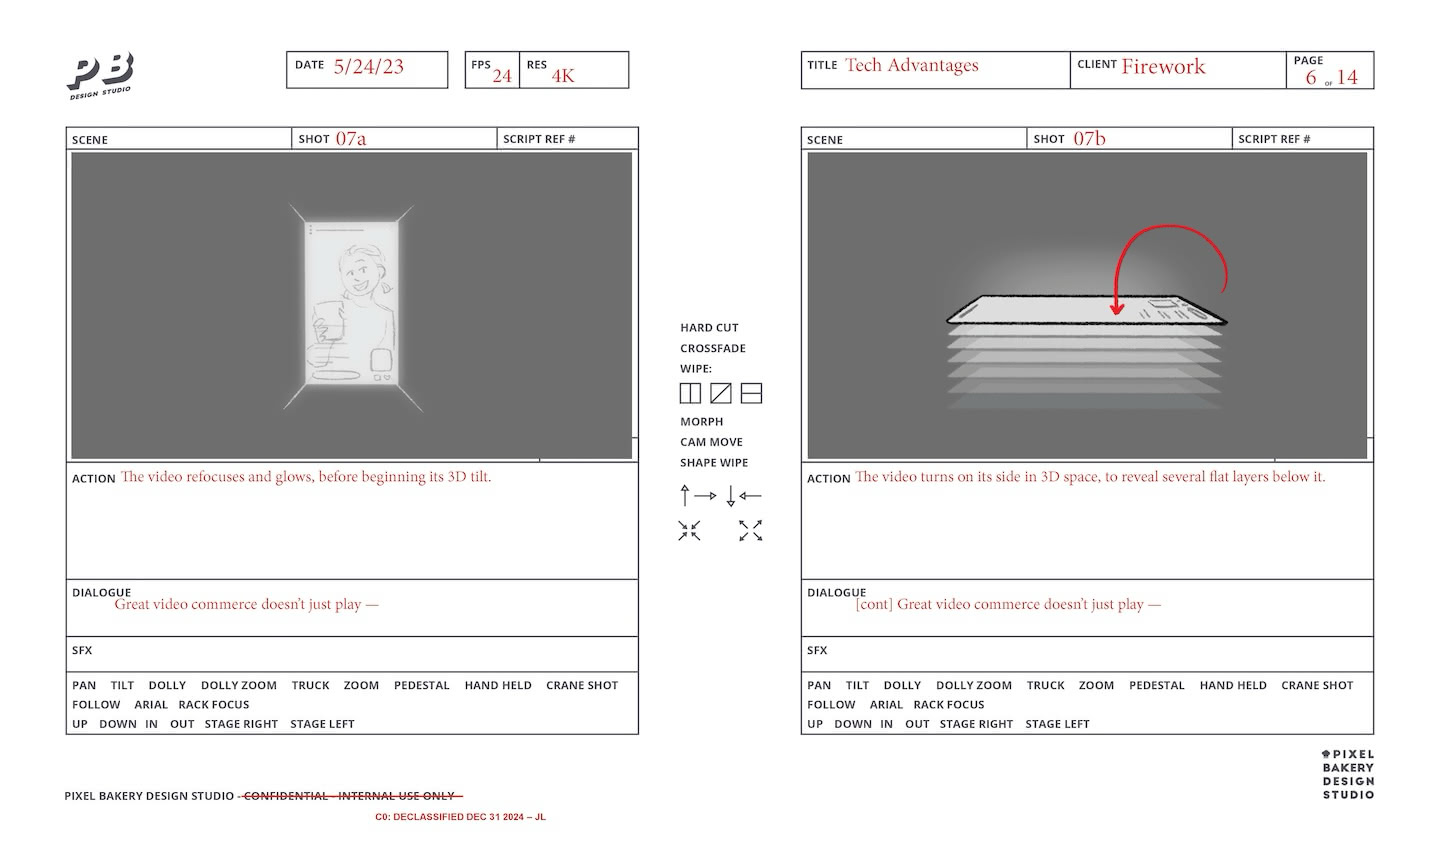 PB
DESIGN STUDIO
DATE 5/24/23
FPS 24
RES 4K
TITLE Tech Advantages
CLIENT Firework
PAGE 6 OF 14
SCENE
SHOT 07a
SCRIPT REF #
ACTION The video refocuses and glows, before beginning its 3D tilt.
DIALOGUE
Great video commerce doesn't just play —
SFX
PAN TILT DOLLY DOLLY ZOOM TRUCK ZOOM PEDESTAL HAND HELD CRANE SHOT
FOLLOW ARIAL RACK FOCUS
UP DOWN IN OUT STAGE RIGHT STAGE LEFT
HARD CUT
CROSSFADE
WIPE:
MORPH
CAM MOVE
SHAPE WIPE
SCENE
SHOT 07b
SCRIPT REF #
ACTION The video turns on its side in 3D space, to reveal several flat layers below it.
DIALOGUE
[cont] Great video commerce doesn't just play —
SFX
PAN TILT DOLLY DOLLY ZOOM TRUCK ZOOM PEDESTAL HAND HELD CRANE SHOT
FOLLOW ARIAL RACK FOCUS
UP DOWN IN OUT STAGE RIGHT STAGE LEFT
PIXEL
BAKERY
DESIGN
STUDIO
PIXEL BAKERY DESIGN STUDIO - CONFIDENTIAL - INTERNAL USE ONLY
C0: DECLASSIFIED DEC 31 2024 – JL